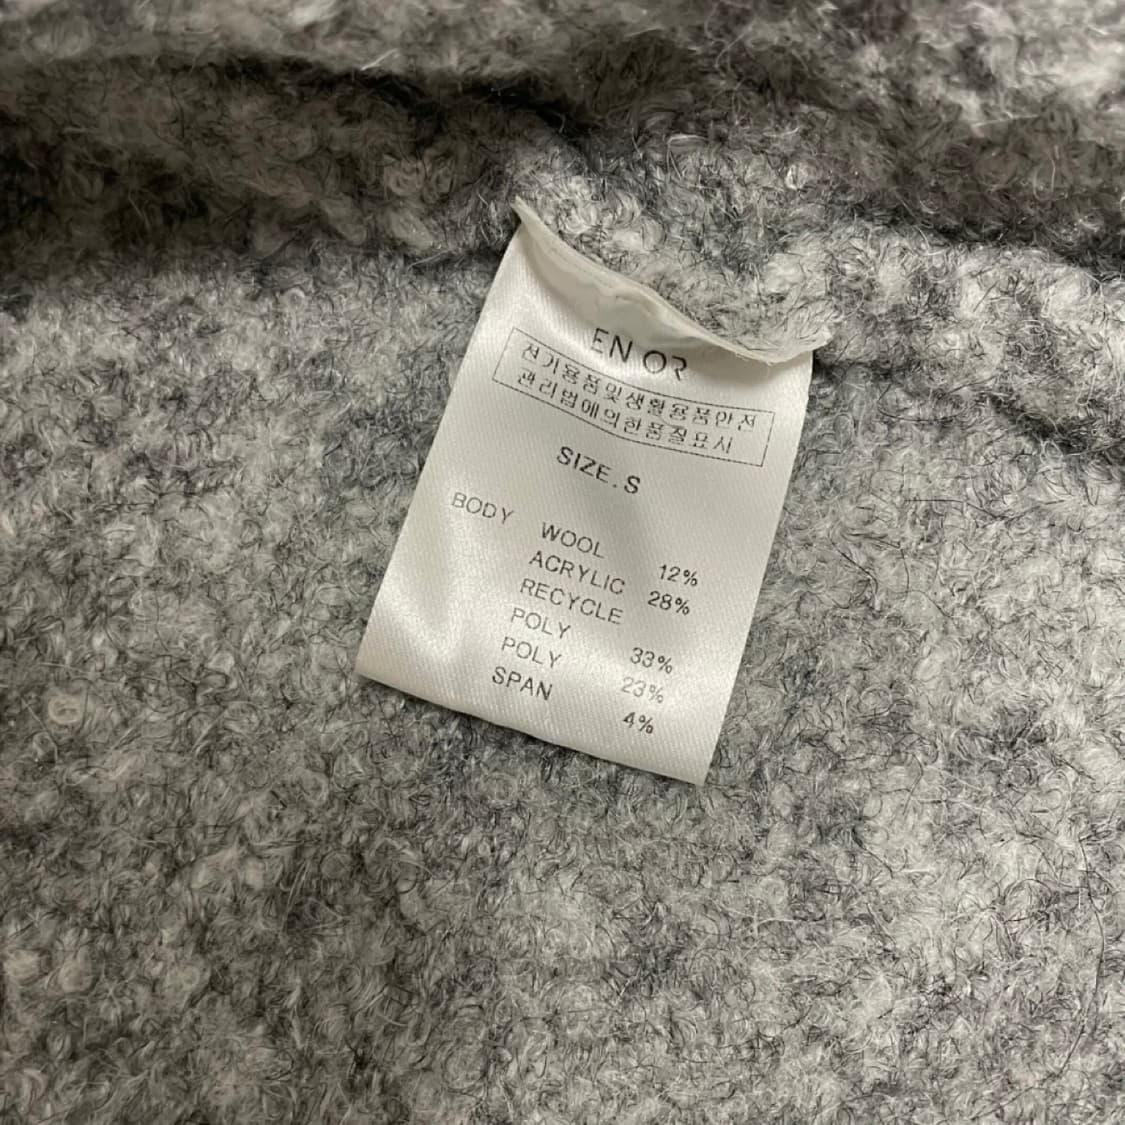 EN OR
전기용품및생활용품안전
관리법에의한품질표시
SIZE.S
BODY WOOL 12%
ACRYLIC 28%
RECYCLE
POLY 33%
POLY 23%
SPAN 4%